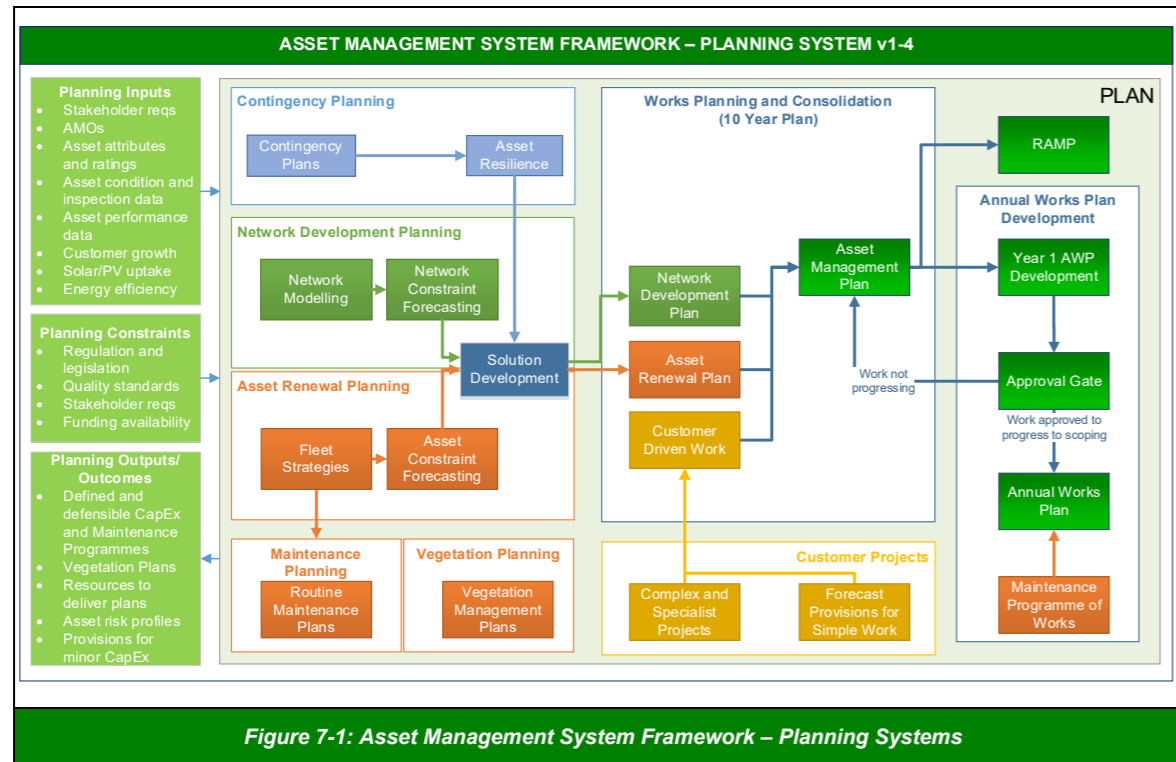 ASSET MANAGEMENT SYSTEM FRAMEWORK – PLANNING SYSTEM v1-4
Planning Inputs
• Stakeholder reqs
• AMOs
• Asset attributes
and ratings
• Asset condition and
inspection data
• Asset performance
data
• Customer growth
• Solar/PV uptake
• Energy efficiency
Planning Constraints
• Regulation and
legislation
• Quality standards
• Stakeholder reqs
• Funding availability
Planning Outputs/
Outcomes
• Defined and
defensible CapEx
and Maintenance
Programmes
• Vegetation Plans
• Resources to
deliver plans
• Asset risk profiles
• Provisions for
minor CapEx
PLAN
Contingency Planning
Contingency
Plans
Asset
Resilience
Network Development Planning
Network
Modelling
Network
Constraint
Forecasting
Solution
Development
Asset Renewal Planning
Fleet
Strategies
Asset
Constraint
Forecasting
Maintenance
Planning
Routine
Maintenance
Plans
Vegetation Planning
Vegetation
Management
Plans
Works Planning and Consolidation
(10 Year Plan)
Network
Development
Plan
Asset
Renewal Plan
Customer
Driven Work
Asset
Management
Plan
Work not
progressing
Customer Projects
Complex and
Specialist
Projects
Forecast
Provisions for
Simple Work
RAMP
Annual Works Plan
Development
Year 1 AWP
Development
Approval Gate
Work approved to
progress to scoping
Annual Works
Plan
Maintenance
Programme of
Works
Figure 7-1: Asset Management System Framework – Planning Systems